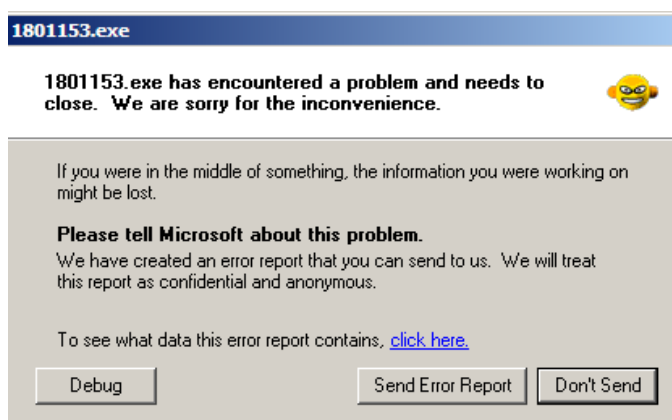 1801153.exe
1801153.exe has encountered a problem and needs to
close.  We are sorry for the inconvenience.
If you were in the middle of something, the information you were working on
might be lost.
Please tell Microsoft about this problem.
We have created an error report that you can send to us.  We will treat
this report as confidential and anonymous.
To see what data this error report contains, click here.
Debug
Send Error Report
Don't Send